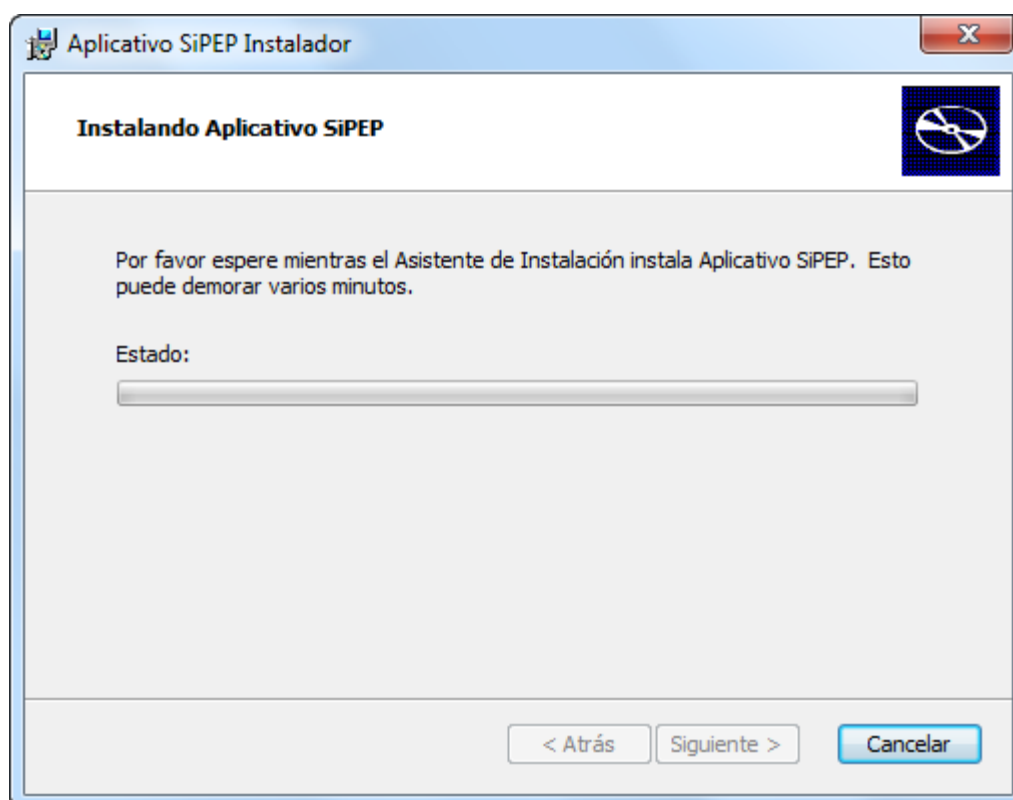 Aplicativo SiPEP Instalador
Instalando Aplicativo SiPEP
Por favor espere mientras el Asistente de Instalación instala Aplicativo SiPEP.  Esto
puede demorar varios minutos.
Estado:
< Atrás
Siguiente >
Cancelar